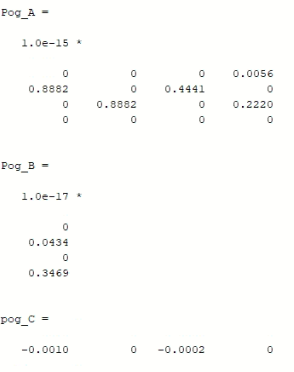 Pog_A =
1.0e-15 *
0 0 0 0.0056
0.8882 0 0.4441 0
0 0.8882 0 0.2220
0 0 0 0
Pog_B =
1.0e-17 *
0
0.0434
0
0.3469
pog_C =
-0.0010 0 -0.0002 0